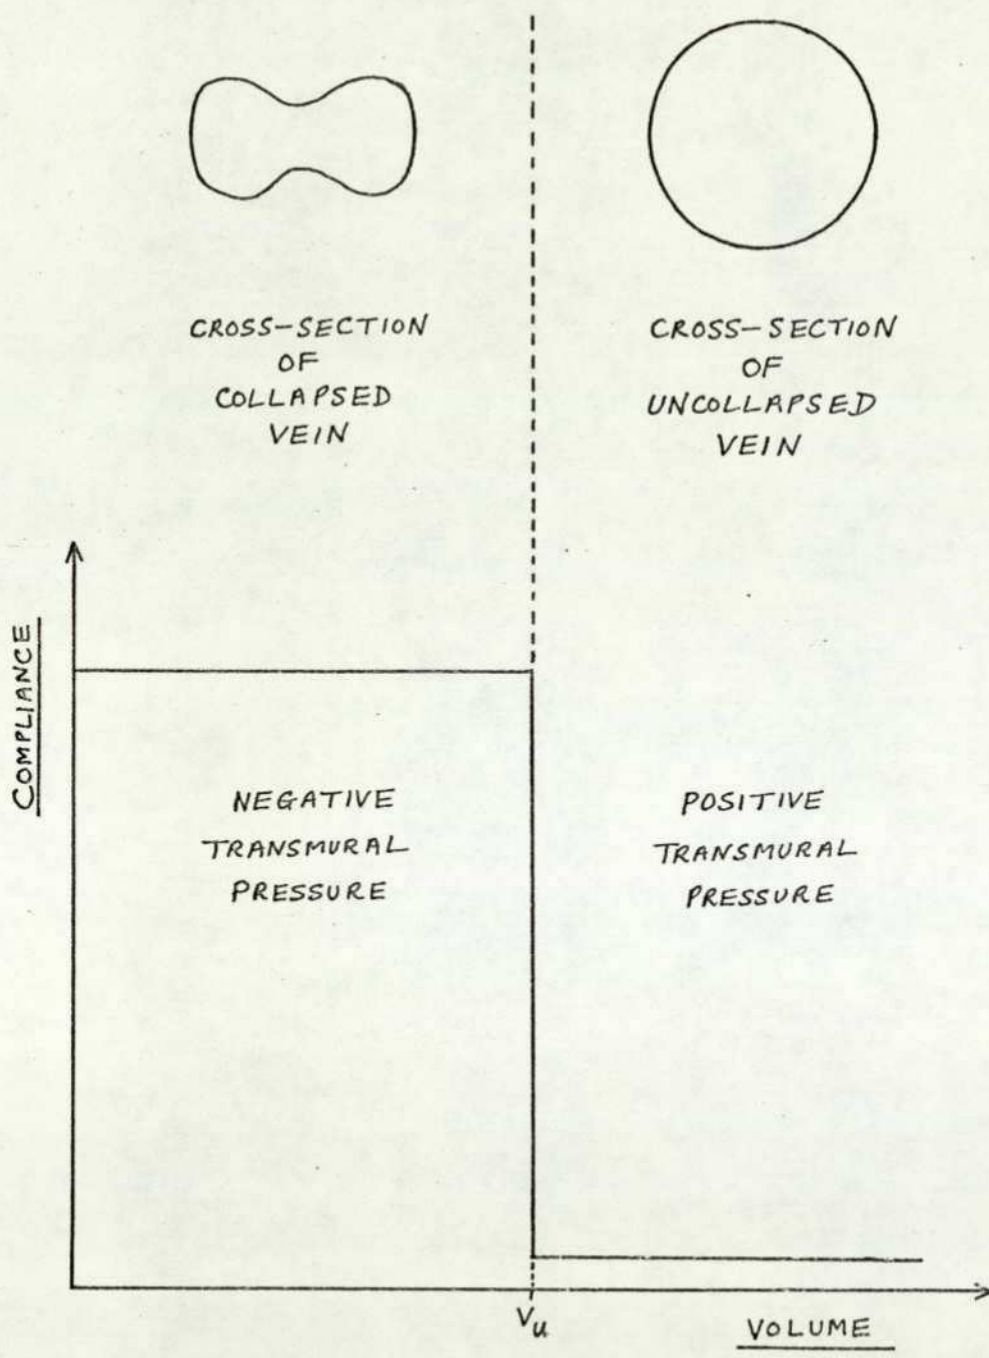 CROSS-SECTION
OF
COLLAPSED
VEIN
CROSS-SECTION
OF
UNCOLLAPSED
VEIN
COMPLIANCE
NEGATIVE
TRANSMURAL
PRESSURE
POSITIVE
TRANSMURAL
PRESSURE
Vu
VOLUME